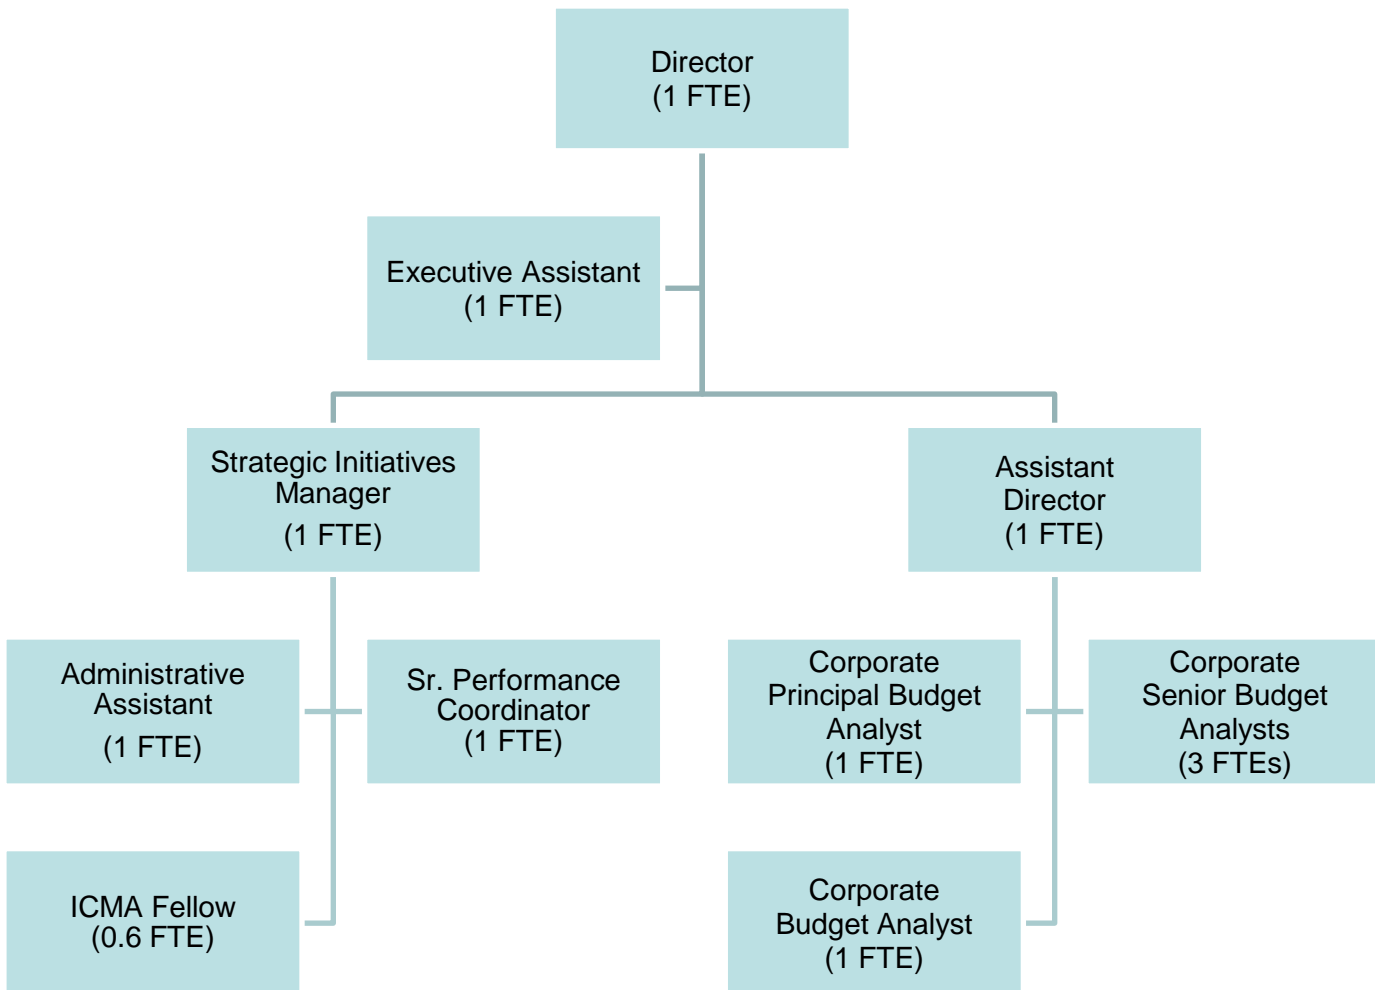 Director
(1 FTE)
Executive Assistant
(1 FTE)
Strategic Initiatives
Manager
(1 FTE)
Assistant
Director
(1 FTE)
Administrative
Assistant
(1 FTE)
Sr. Performance
Coordinator
(1 FTE)
Corporate
Principal Budget
Analyst
(1 FTE)
Corporate
Senior Budget
Analysts
(3 FTEs)
ICMA Fellow
(0.6 FTE)
Corporate
Budget Analyst
(1 FTE)